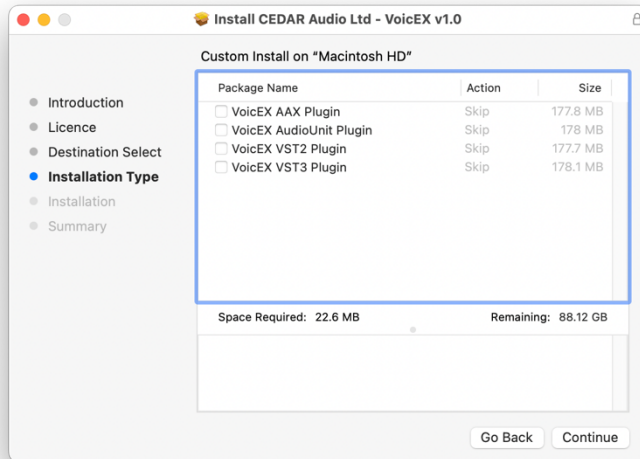 Install CEDAR Audio Ltd - VoicEX v1.0
Custom Install on “Macintosh HD”
Introduction
Licence
Destination Select
Installation Type
Installation
Summary
Package Name Action Size
VoicEX AAX Plugin Skip 177.8 MB
VoicEX AudioUnit Plugin Skip 178 MB
VoicEX VST2 Plugin Skip 177.7 MB
VoicEX VST3 Plugin Skip 178.1 MB
Space Required: 22.6 MB Remaining: 88.12 GB
Go Back Continue